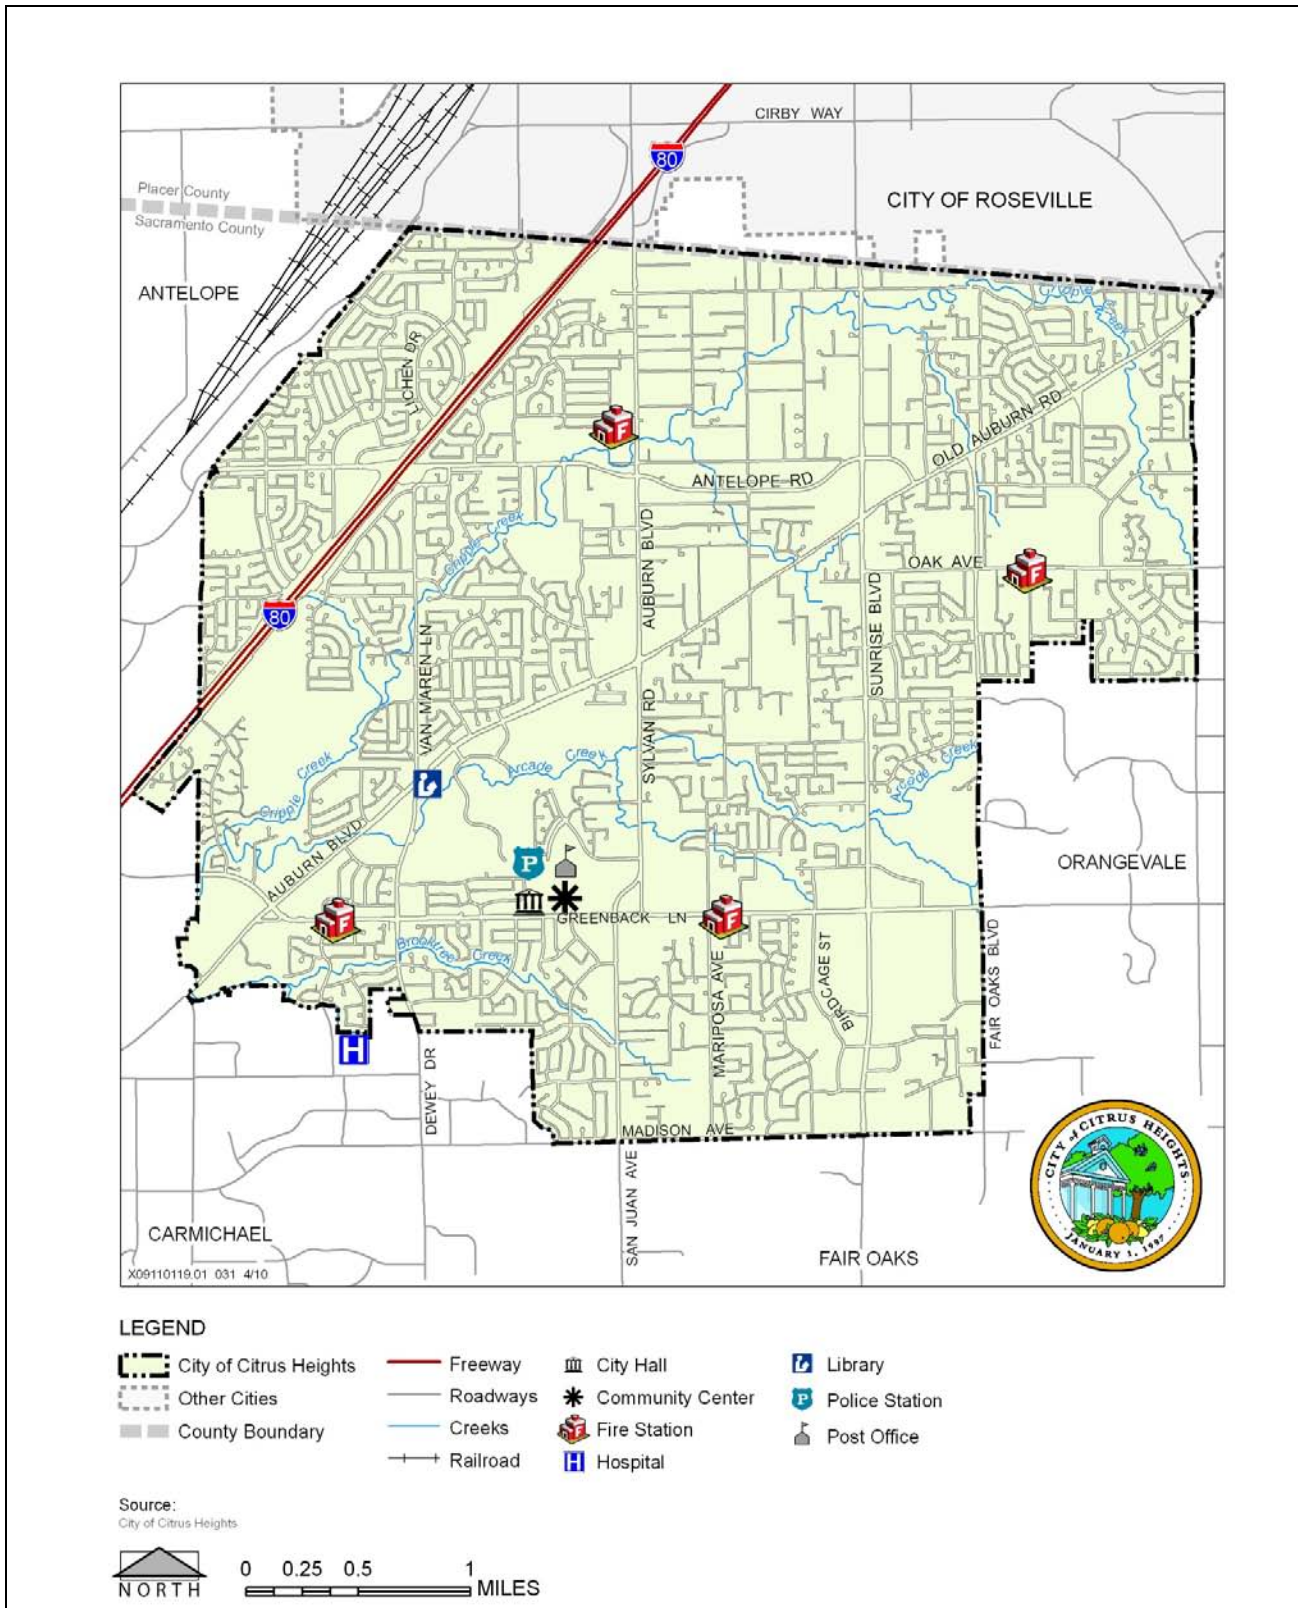 CIRBY WAY
80
Placer County
CITY OF ROSEVILLE
Sacramento County
ANTELOPE
Cripple Creek
LICHEN DR
F
OLD AUBURN RD
ANTELOPE RD
Cripple Creek
AUBURN BLVD
OAK AVE
F
80
SUNRISE BLVD
VAN MAREN LN
SYLVAN RD
Arcade Creek
Arcade Creek
Cripple Creek
AUBURN BLVD
P
ORANGEVALE
F
GREENBACK LN
F
Brooktree Creek
BIRDCAGE ST
FAIR OAKS BLVD
MARIPOSA AVE
H
DEWEY DR
MADISON AVE
CITY of CITRUS HEIGHTS
JANUARY 1, 1997
SAN JUAN AVE
CARMICHAEL
FAIR OAKS
X09110119.01 031 4/10
LEGEND
City of Citrus Heights
Freeway
City Hall
Library
Other Cities
Roadways
Community Center
P
Police Station
County Boundary
Creeks
F
Fire Station
Post Office
Railroad
H
Hospital
Source:
City of Citrus Heights
NORTH
0 0.25 0.5 1
MILES